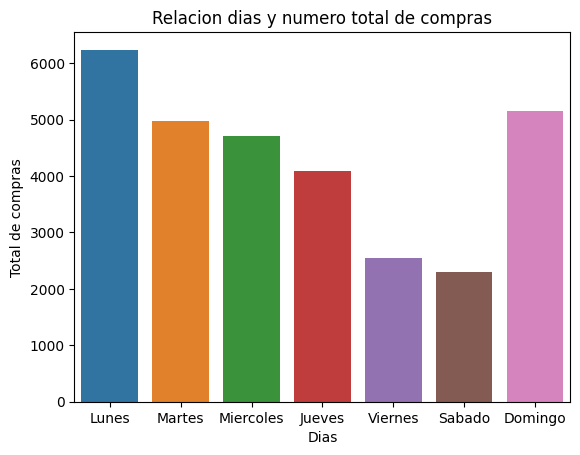 Relacion dias y numero total de compras
Total de compras
6000
5000
4000
3000
2000
1000
0
Lunes Martes Miercoles Jueves Viernes Sabado Domingo
Dias